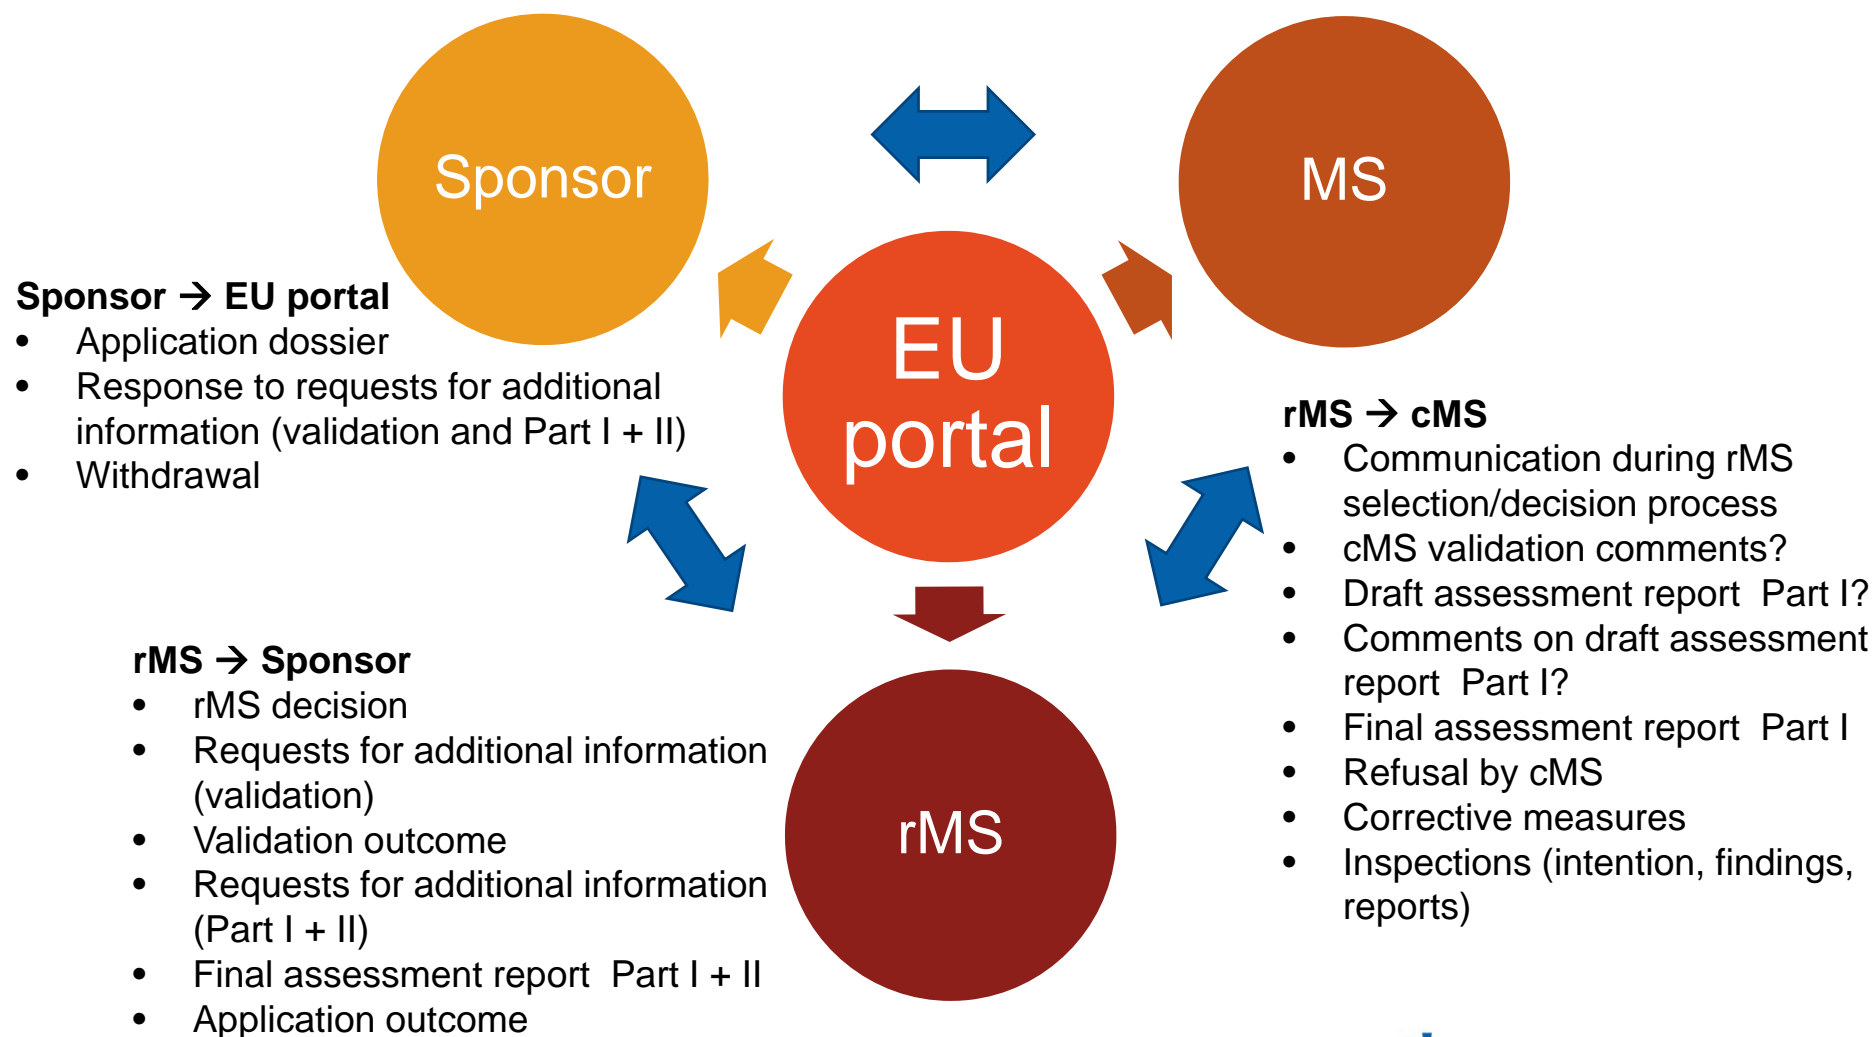 Sponsor
MS
EU
portal
rMS
Sponsor → EU portal
• Application dossier
• Response to requests for additional
information (validation and Part I + II)
• Withdrawal
rMS → cMS
• Communication during rMS
selection/decision process
• cMS validation comments?
• Draft assessment report Part I?
• Comments on draft assessment
report Part I?
• Final assessment report Part I
• Refusal by cMS
• Corrective measures
• Inspections (intention, findings,
reports)
rMS → Sponsor
• rMS decision
• Requests for additional information
(validation)
• Validation outcome
• Requests for additional information
(Part I + II)
• Final assessment report Part I + II
• Application outcome